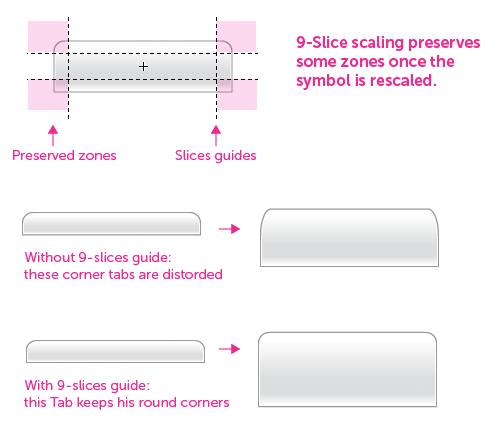 9-Slice scaling preserves
some zones once the
symbol is rescaled.
Preserved zones
Slices guides
Without 9-slices guide:
these corner tabs are distorded
With 9-slices guide:
this Tab keeps his round corners